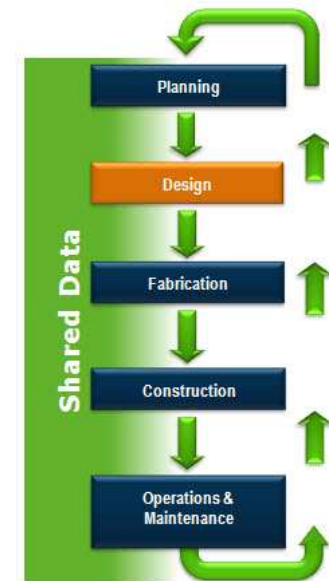 Shared Data
Planning
Design
Fabrication
Construction
Operations &
Maintenance